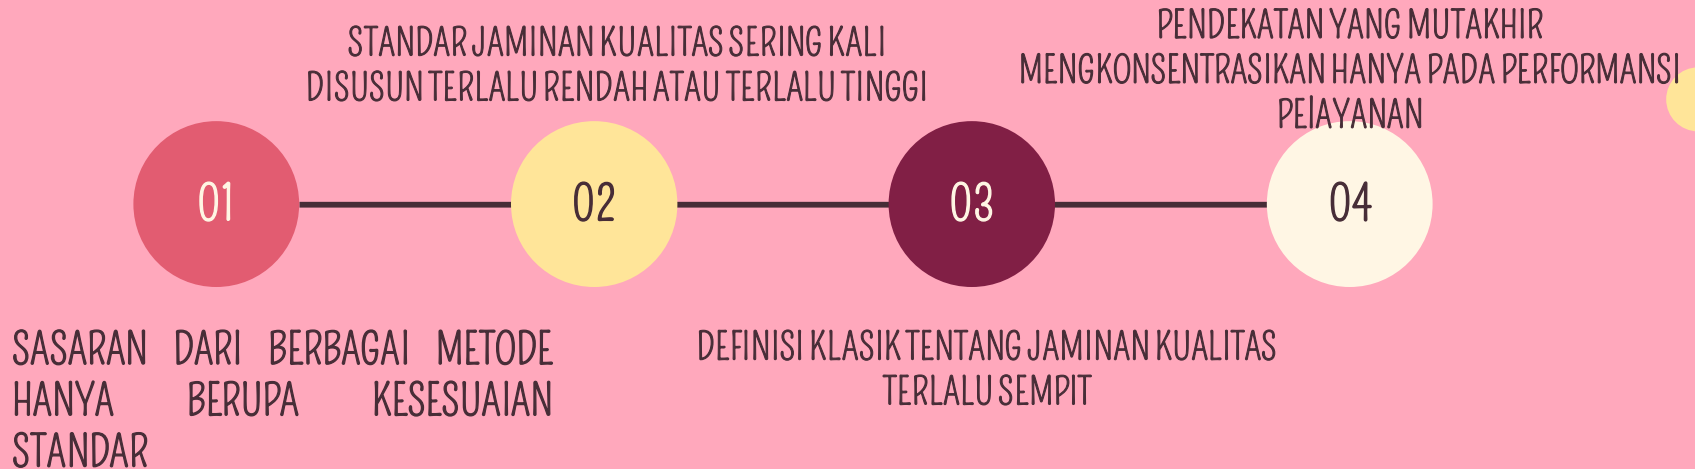 STANDAR JAMINAN KUALITAS SERING KALI
DISUSUN TERLALU RENDAH ATAU TERLALU TINGGI
PENDEKATAN YANG MUTAKHIR
MENGKONSENTRASIKAN HANYA PADA PERFORMANSI
PElAYANAN
01
02
03
04
SASARAN DARI BERBAGAI METODE
HANYA BERUPA KESESUAIAN
STANDAR
DEFINISI KLASIK TENTANG JAMINAN KUALITAS
TERLALU SEMPIT